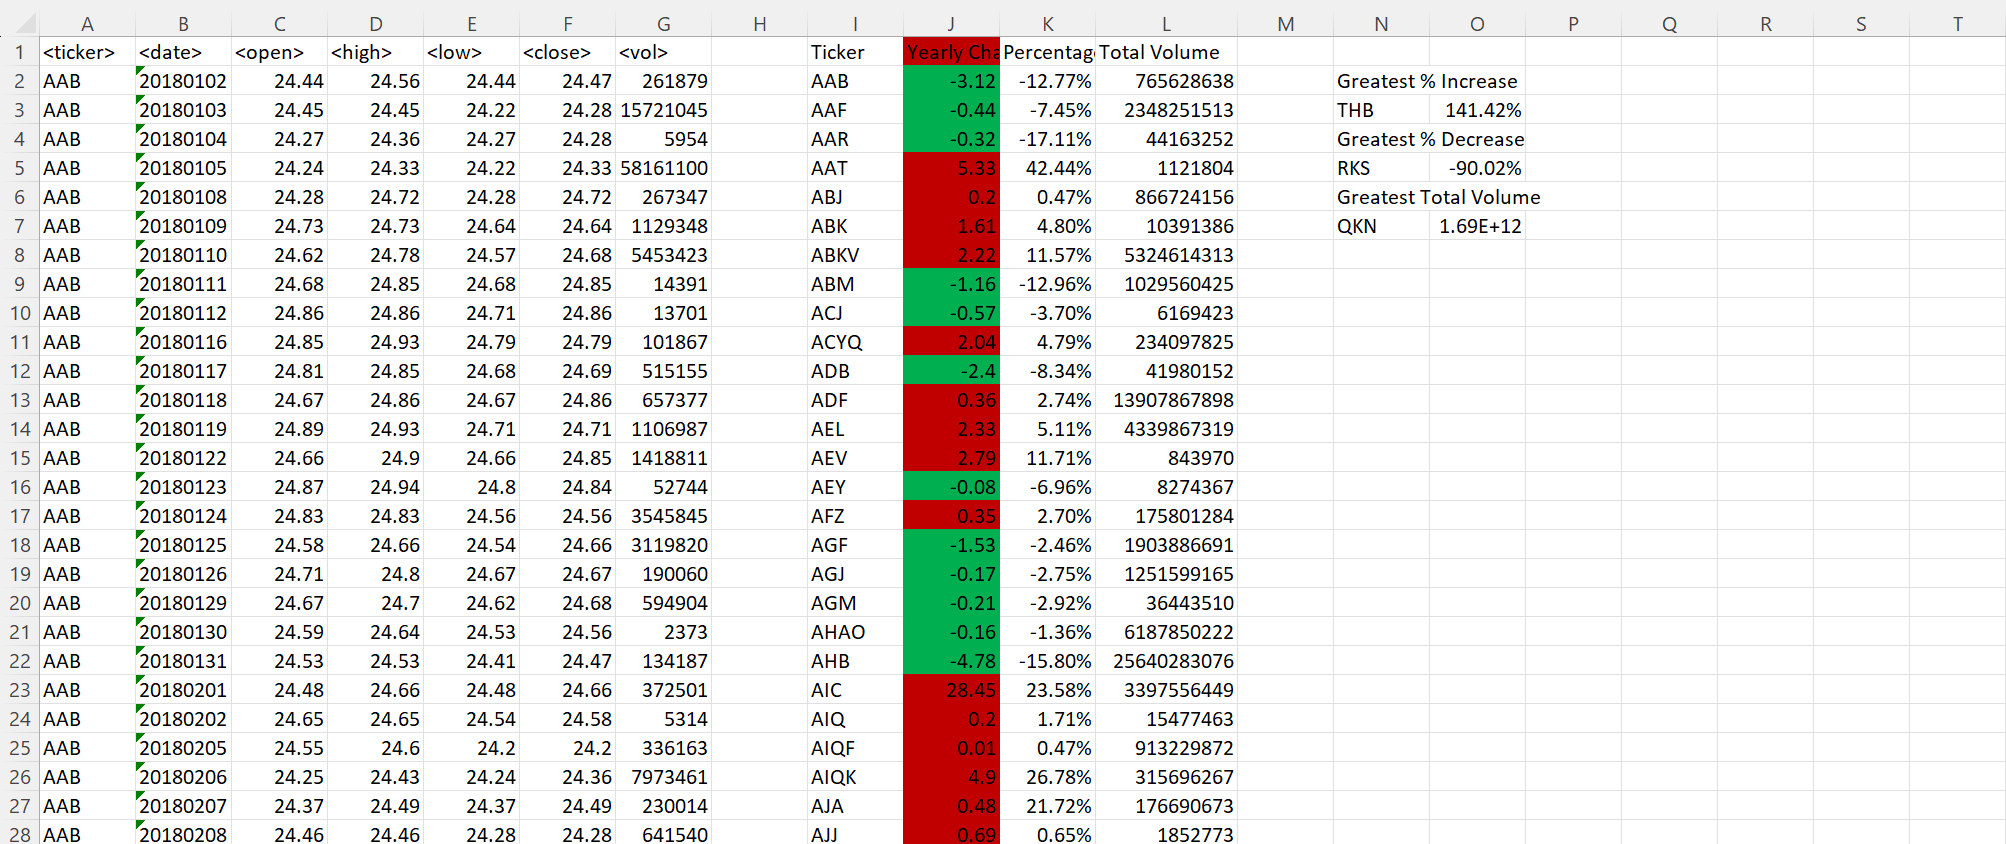 A B C D E F G H I J K L M N O P Q R S T
1 <ticker> <date> <open> <high> <low> <close> <vol> Ticker Yearly Cha Percentag Total Volume
2 AAB 20180102 24.44 24.56 24.44 24.47 261879 AAB -3.12 -12.77% 765628638 Greatest % Increase
3 AAB 20180103 24.45 24.45 24.22 24.28 15721045 AAF -0.44 -7.45% 2348251513 THB 141.42%
4 AAB 20180104 24.27 24.36 24.27 24.28 5954 AAR -0.32 -17.11% 44163252 Greatest % Decrease
5 AAB 20180105 24.24 24.33 24.22 24.33 58161100 AAT 5.33 42.44% 1121804 RKS -90.02%
6 AAB 20180108 24.28 24.72 24.28 24.72 267347 ABJ 0.2 0.47% 866724156 Greatest Total Volume
7 AAB 20180109 24.73 24.73 24.64 24.64 1129348 ABK 1.61 4.80% 10391386 QKN 1.69E+12
8 AAB 20180110 24.62 24.78 24.57 24.68 5453423 ABKV 2.22 11.57% 5324614313
9 AAB 20180111 24.68 24.85 24.68 24.85 14391 ABM -1.16 -12.96% 1029560425
10 AAB 20180112 24.86 24.86 24.71 24.86 13701 ACJ -0.57 -3.70% 6169423
11 AAB 20180116 24.85 24.93 24.79 24.79 101867 ACYQ 2.04 4.79% 234097825
12 AAB 20180117 24.81 24.85 24.68 24.69 515155 ADB -2.4 -8.34% 41980152
13 AAB 20180118 24.67 24.86 24.67 24.86 657377 ADF 0.36 2.74% 13907867898
14 AAB 20180119 24.89 24.93 24.71 24.71 1106987 AEL 2.33 5.11% 4339867319
15 AAB 20180122 24.66 24.9 24.66 24.85 1418811 AEV 2.79 11.71% 843970
16 AAB 20180123 24.87 24.94 24.8 24.84 52744 AEY -0.08 -6.96% 8274367
17 AAB 20180124 24.83 24.83 24.56 24.56 3545845 AFZ 0.35 2.70% 175801284
18 AAB 20180125 24.58 24.66 24.54 24.66 3119820 AGF -1.53 -2.46% 1903886691
19 AAB 20180126 24.71 24.8 24.67 24.67 190060 AGJ -0.17 -2.75% 1251599165
20 AAB 20180129 24.67 24.7 24.62 24.68 594904 AGM -0.21 -2.92% 36443510
21 AAB 20180130 24.59 24.64 24.53 24.56 2373 AHAO -0.16 -1.36% 6187850222
22 AAB 20180131 24.53 24.53 24.41 24.47 134187 AHB -4.78 -15.80% 25640283076
23 AAB 20180201 24.48 24.66 24.48 24.66 372501 AIC 28.45 23.58% 3397556449
24 AAB 20180202 24.65 24.65 24.54 24.58 5314 AIQ 0.2 1.71% 15477463
25 AAB 20180205 24.55 24.6 24.2 24.2 336163 AIQF 0.01 0.47% 913229872
26 AAB 20180206 24.25 24.43 24.24 24.36 7973461 AIQK 4.9 26.78% 315696267
27 AAB 20180207 24.37 24.49 24.37 24.49 230014 AJA 0.48 21.72% 176690673
28 AAB 20180208 24.46 24.46 24.28 24.28 641540 AJJ 0.69 0.65% 1852773